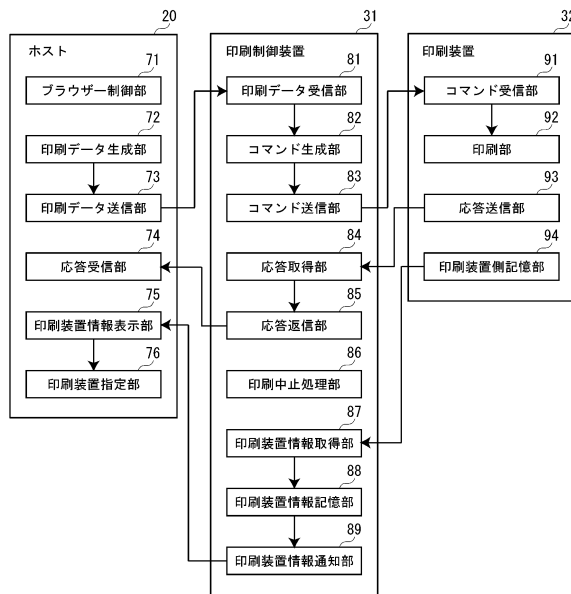 20
ホスト
71
ブラウザー制御部
72
印刷データ生成部
73
印刷データ送信部
74
応答受信部
75
印刷装置情報表示部
76
印刷装置指定部
31
印刷制御装置
81
印刷データ受信部
82
コマンド生成部
83
コマンド送信部
84
応答取得部
85
応答返信部
86
印刷中止処理部
87
印刷装置情報取得部
88
印刷装置情報記憶部
89
印刷装置情報通知部
32
印刷装置
91
コマンド受信部
92
印刷部
93
応答送信部
94
印刷装置側記憶部